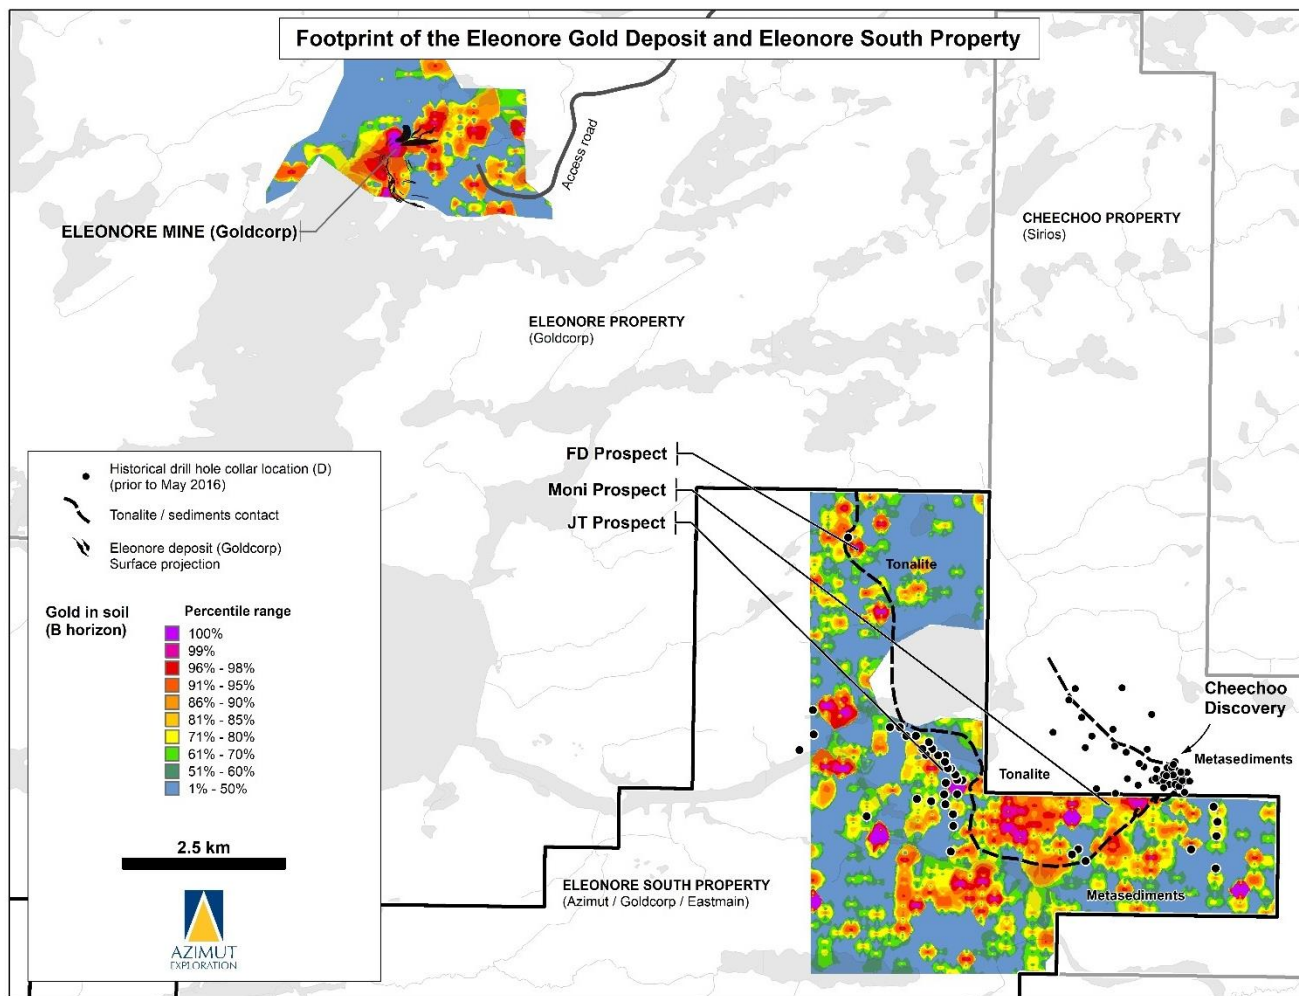 Footprint of the Eleonore Gold Deposit and Eleonore South Property
Access road
ELEONORE MINE (Goldcorp)
CHEECHOO PROPERTY
(Sirios)
ELEONORE PROPERTY
(Goldcorp)
FD Prospect
Moni Prospect
JT Prospect
Tonalite
Cheechoo
Discovery
Metasediments
Tonalite
Metasediments
ELEONORE SOUTH PROPERTY
(Azimut / Goldcorp / Eastmain)
Historical drill hole collar location (D)
(prior to May 2016)
Tonalite / sediments contact
Eleonore deposit (Goldcorp)
Surface projection
Gold in soil
(B horizon)
Percentile range
100%
99%
96% - 98%
91% - 95%
86% - 90%
81% - 85%
71% - 80%
61% - 70%
51% - 60%
1% - 50%
2.5 km
AZIMUT
EXPLORATION